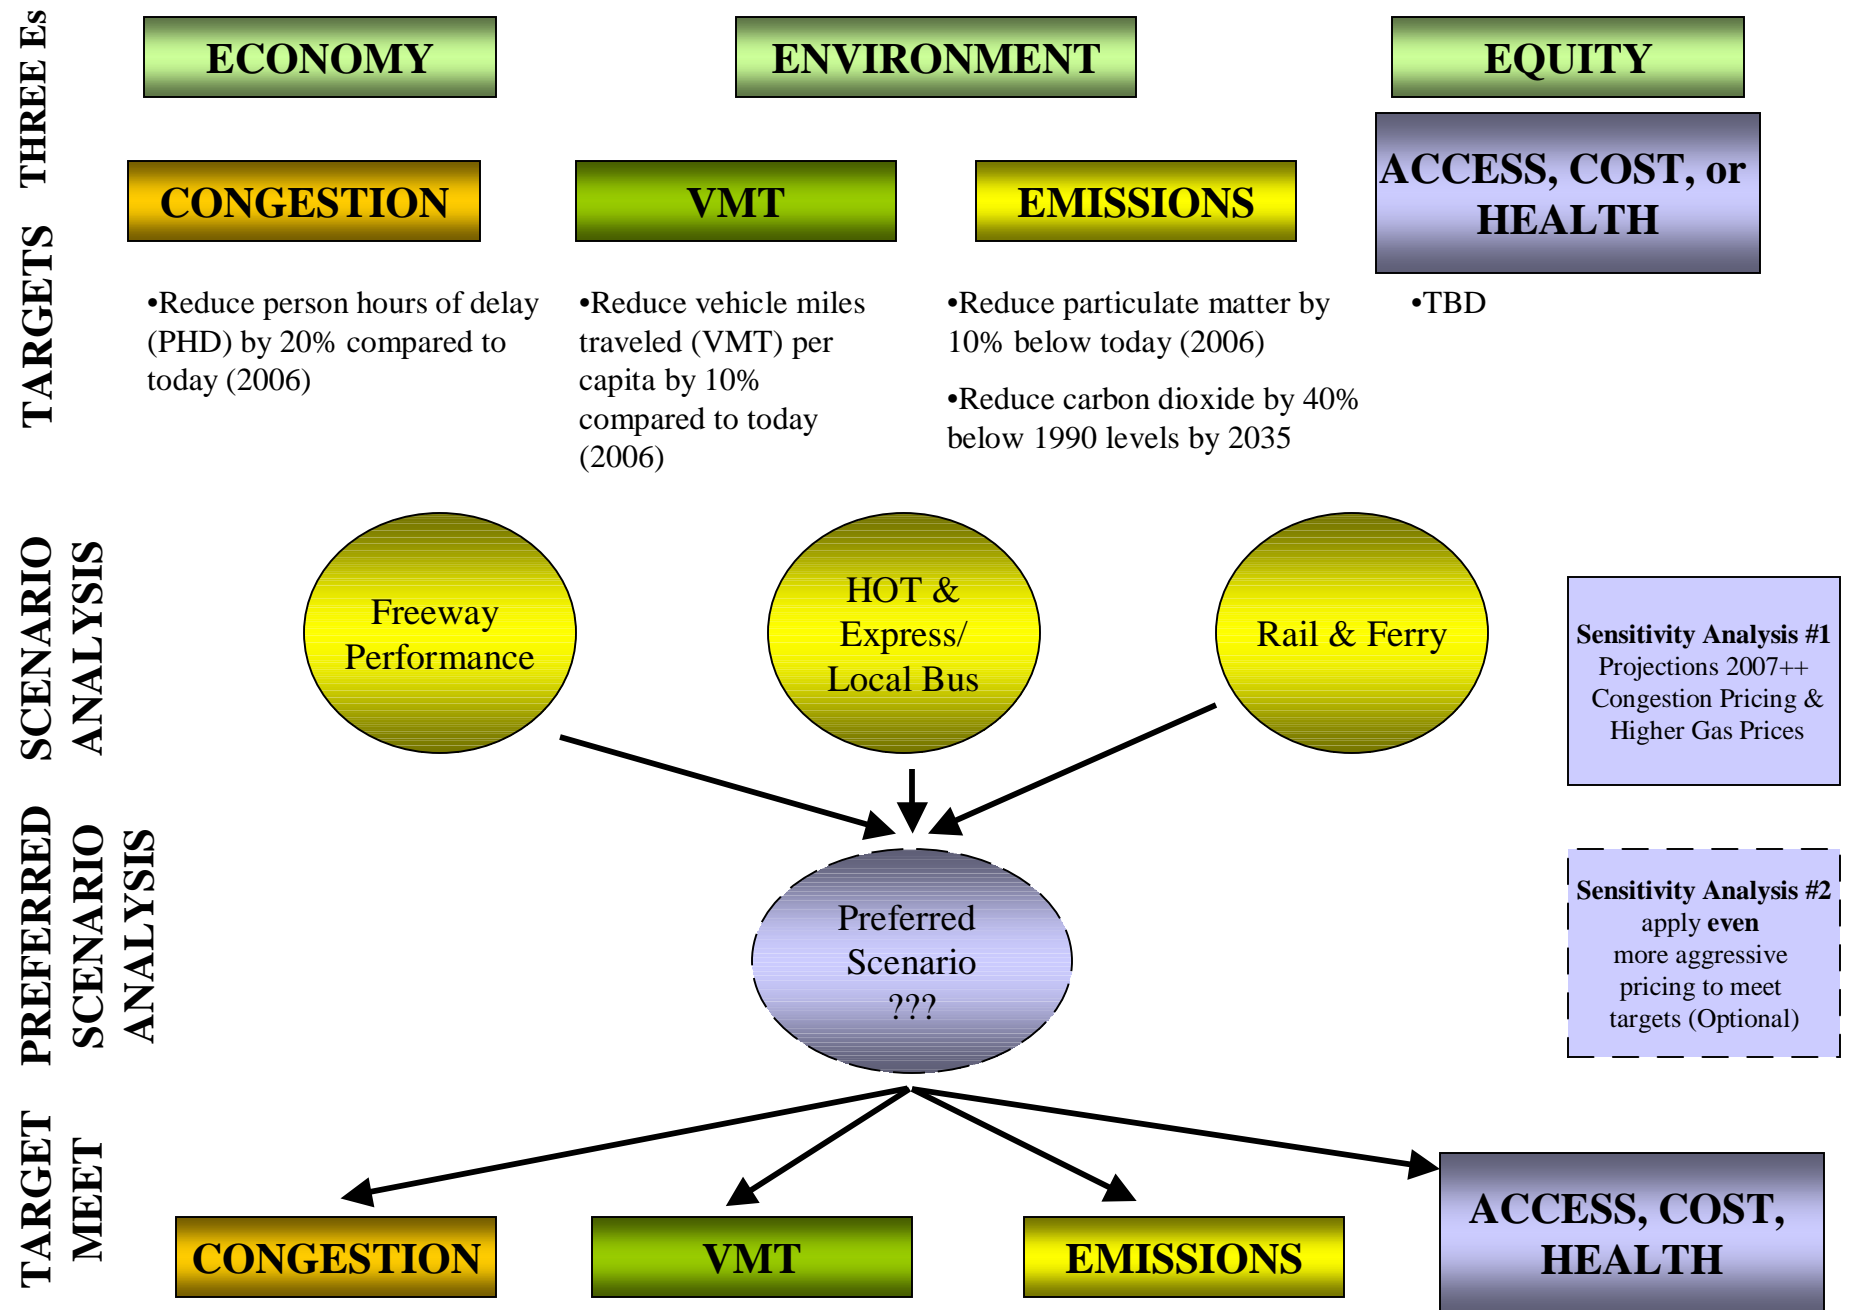 THREE Es
ECONOMY
ENVIRONMENT
EQUITY
TARGETS
CONGESTION
VMT
EMISSIONS
ACCESS, COST, or
HEALTH
•Reduce person hours of delay
(PHD) by 20% compared to
today (2006)
•Reduce vehicle miles
traveled (VMT) per
capita by 10%
compared to today
(2006)
•Reduce particulate matter by
10% below today (2006)
•Reduce carbon dioxide by 40%
below 1990 levels by 2035
•TBD
SCENARIO
ANALYSIS
Freeway
Performance
HOT &
Express/
Local Bus
Rail & Ferry
Sensitivity Analysis #1
Projections 2007++
Congestion Pricing &
Higher Gas Prices
PREFERRED
SCENARIO
ANALYSIS
Preferred
Scenario
???
Sensitivity Analysis #2
apply even
more aggressive
pricing to meet
targets (Optional)
TARGET
MEET
CONGESTION
VMT
EMISSIONS
ACCESS, COST,
HEALTH